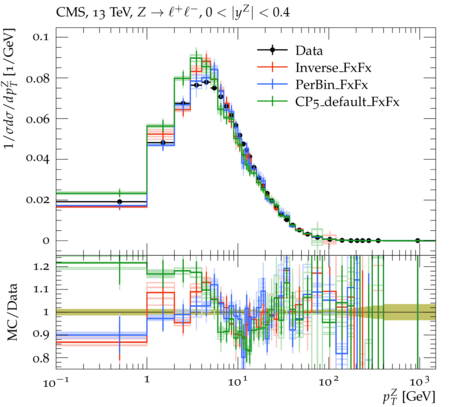 CMS, 13 TeV, Z → ℓ⁺ℓ⁻, 0 < |y^Z| < 0.4
1/σdσ/dp_T^Z [1/GeV]
0.1
0.08
0.06
0.04
0.02
0
Data
Inverse_FxFx
PerBin_FxFx
CP5_default_FxFx
MC/Data
1.2
1.1
1
0.9
0.8
10⁻¹
1
10¹
10²
10³
p_T^Z [GeV]